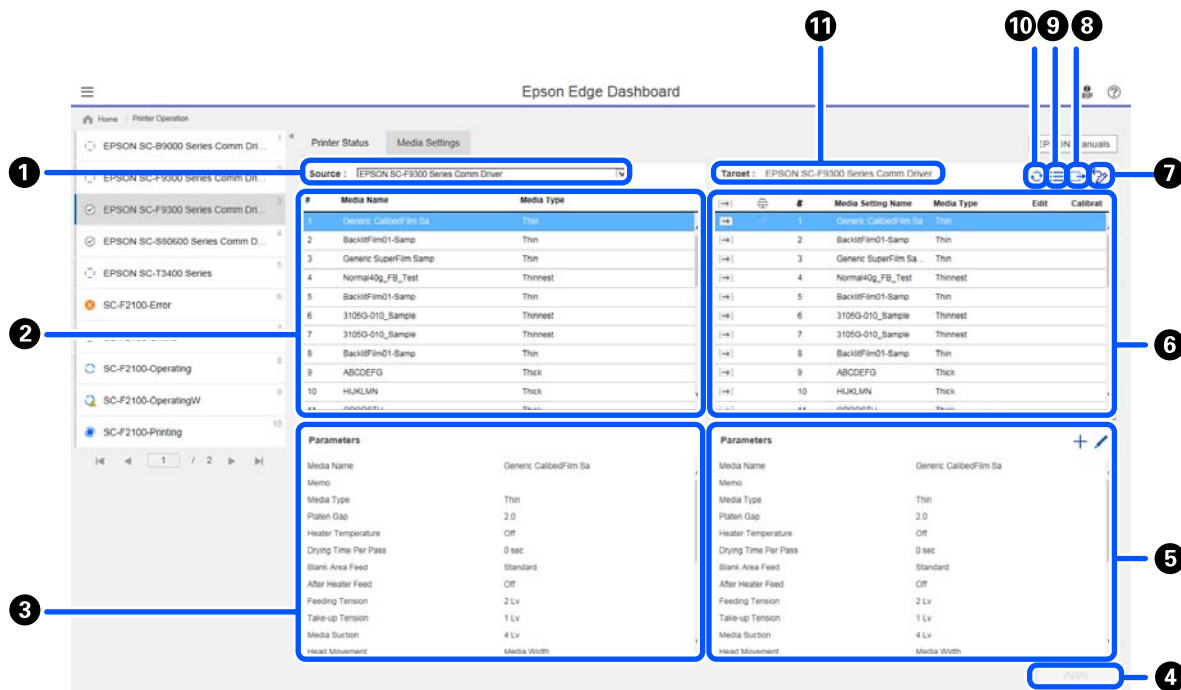 11 10 9 8
Epson Edge Dashboard RIP
Home Printer Operation
Printer Status Media Settings
EPSON SC-B9000 Series Comm Dri... 1
EPSON SC-F9300 Series Comm Dri...
EPSON SC-F9300 Series Comm Dri... 3
EPSON SC-S80600 Series Comm D... 4
EPSON SC-T3400 Series 5
SC-F2100-Error 6
7
SC-F2100-Operating 8
SC-F2100-OperatingW 9
SC-F2100-Printing 10
1 / 2
1 Source : EPSON SC-F9300 Series Comm Driver
Target : EPSON SC-F9300 Series Comm Driver 7
2
# Media Name Media Type
1 Generic CalibedFilm Sa Thin
2 BacklitFilm01-Samp Thin
3 Generic SuperFilm Samp Thin
4 Normal40g_FB_Test Thinnest
5 BacklitFilm01-Samp Thin
6 3105G-010_Sample Thinnest
7 3105G-010_Sample Thinnest
8 BacklitFilm01-Samp Thin
9 ABCDEFG Thick
10 HIJKLMN Thick
# Media Setting Name Media Type Edit Calibrat
1 Generic CalibedFilm Sa Thin
2 BacklitFilm01-Samp Thin
3 Generic SuperFilm Sa... Thin
4 Normal40g_FB_Test Thinnest
5 BacklitFilm01-Samp Thin
6 3105G-010_Sample Thinnest
7 3105G-010_Sample Thinnest
8 BacklitFilm01-Samp Thin
9 ABCDEFG Thick
10 HIJKLMN Thick
6
3
Parameters
Media Name Generic CalibedFilm Sa
Memo
Media Type Thin
Platen Gap 2.0
Heater Temperature Off
Drying Time Per Pass 0 sec
Blank Area Feed Standard
After Heater Feed Off
Feeding Tension 2 Lv
Take-up Tension 1 Lv
Media Suction 4 Lv
Head Movement Media Width
Parameters
Media Name Generic CalibedFilm Sa
Memo
Media Type Thin
Platen Gap 2.0
Heater Temperature Off
Drying Time Per Pass 0 sec
Blank Area Feed Standard
After Heater Feed Off
Feeding Tension 2 Lv
Take-up Tension 1 Lv
Media Suction 4 Lv
Head Movement Media Width
5
Apply 4